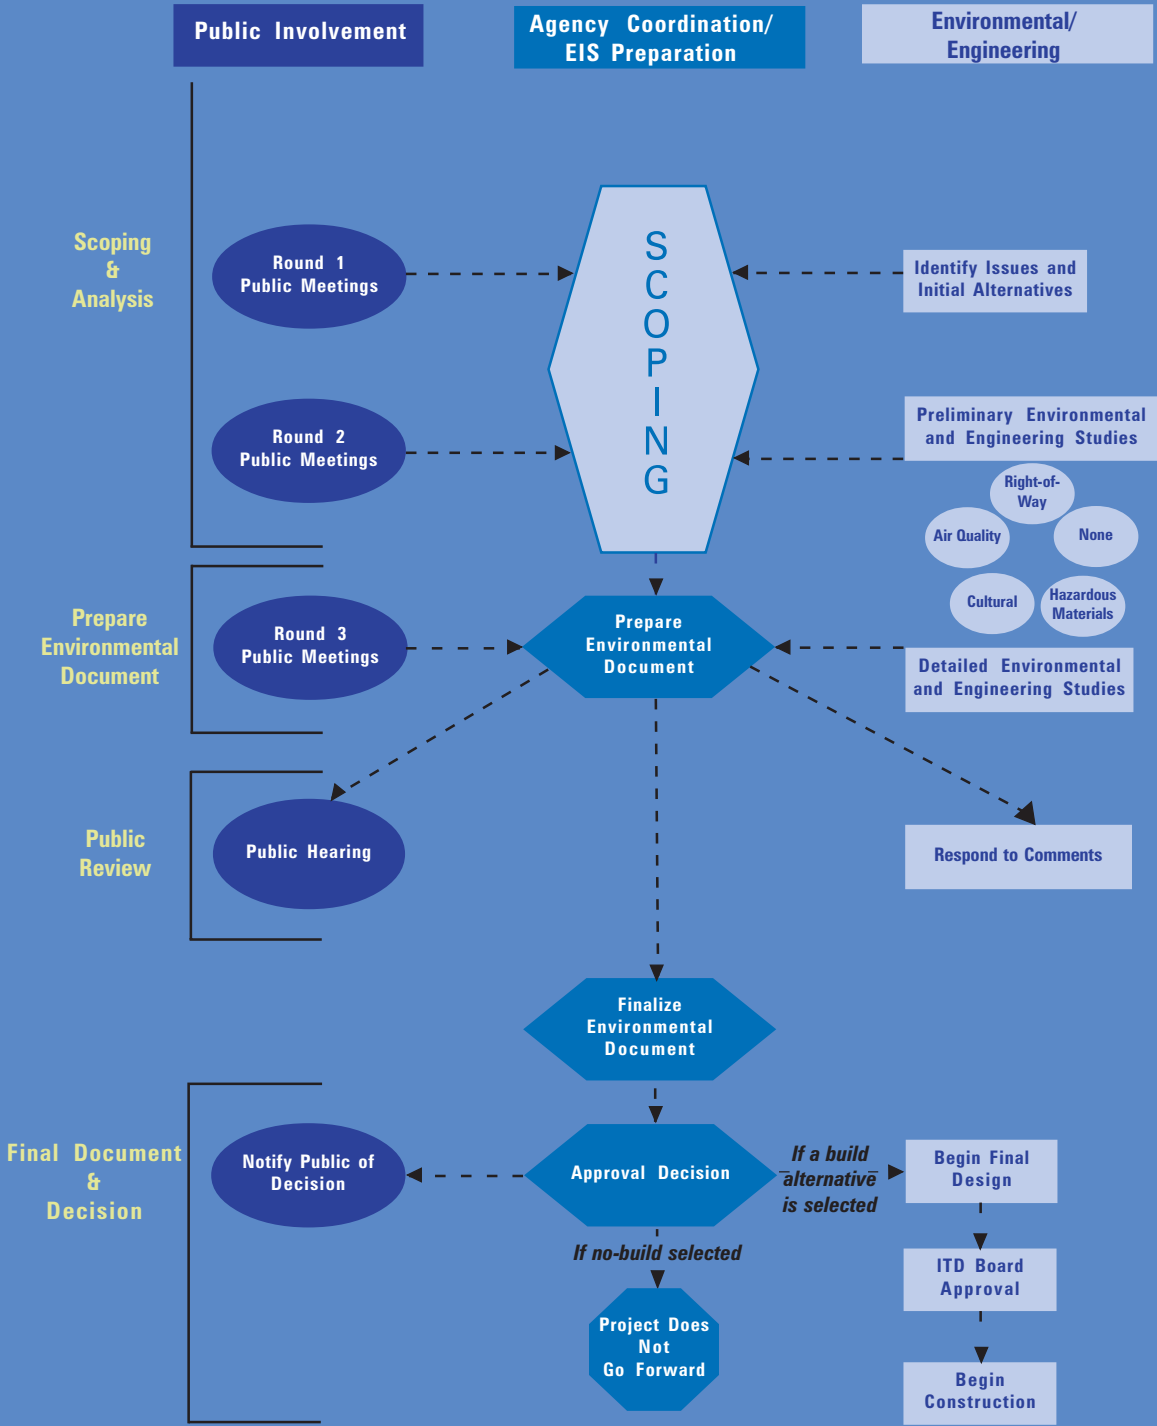 Public Involvement
Agency Coordination/
EIS Preparation
Environmental/
Engineering
Scoping
&
Analysis
Round 1
Public Meetings
SCOPING
Identify Issues and
Initial Alternatives
Round 2
Public Meetings
Preliminary Environmental
and Engineering Studies
Right-of-
Way
Air Quality
None
Cultural
Hazardous
Materials
Prepare
Environmental
Document
Round 3
Public Meetings
Prepare
Environmental
Document
Detailed Environmental
and Engineering Studies
Public
Review
Public Hearing
Respond to Comments
Finalize
Environmental
Document
Final Document
&
Decision
Notify Public of
Decision
Approval Decision
If a build
alternative
is selected
Begin Final
Design
If no-build selected
ITD Board
Approval
Project Does
Not
Go Forward
Begin
Construction